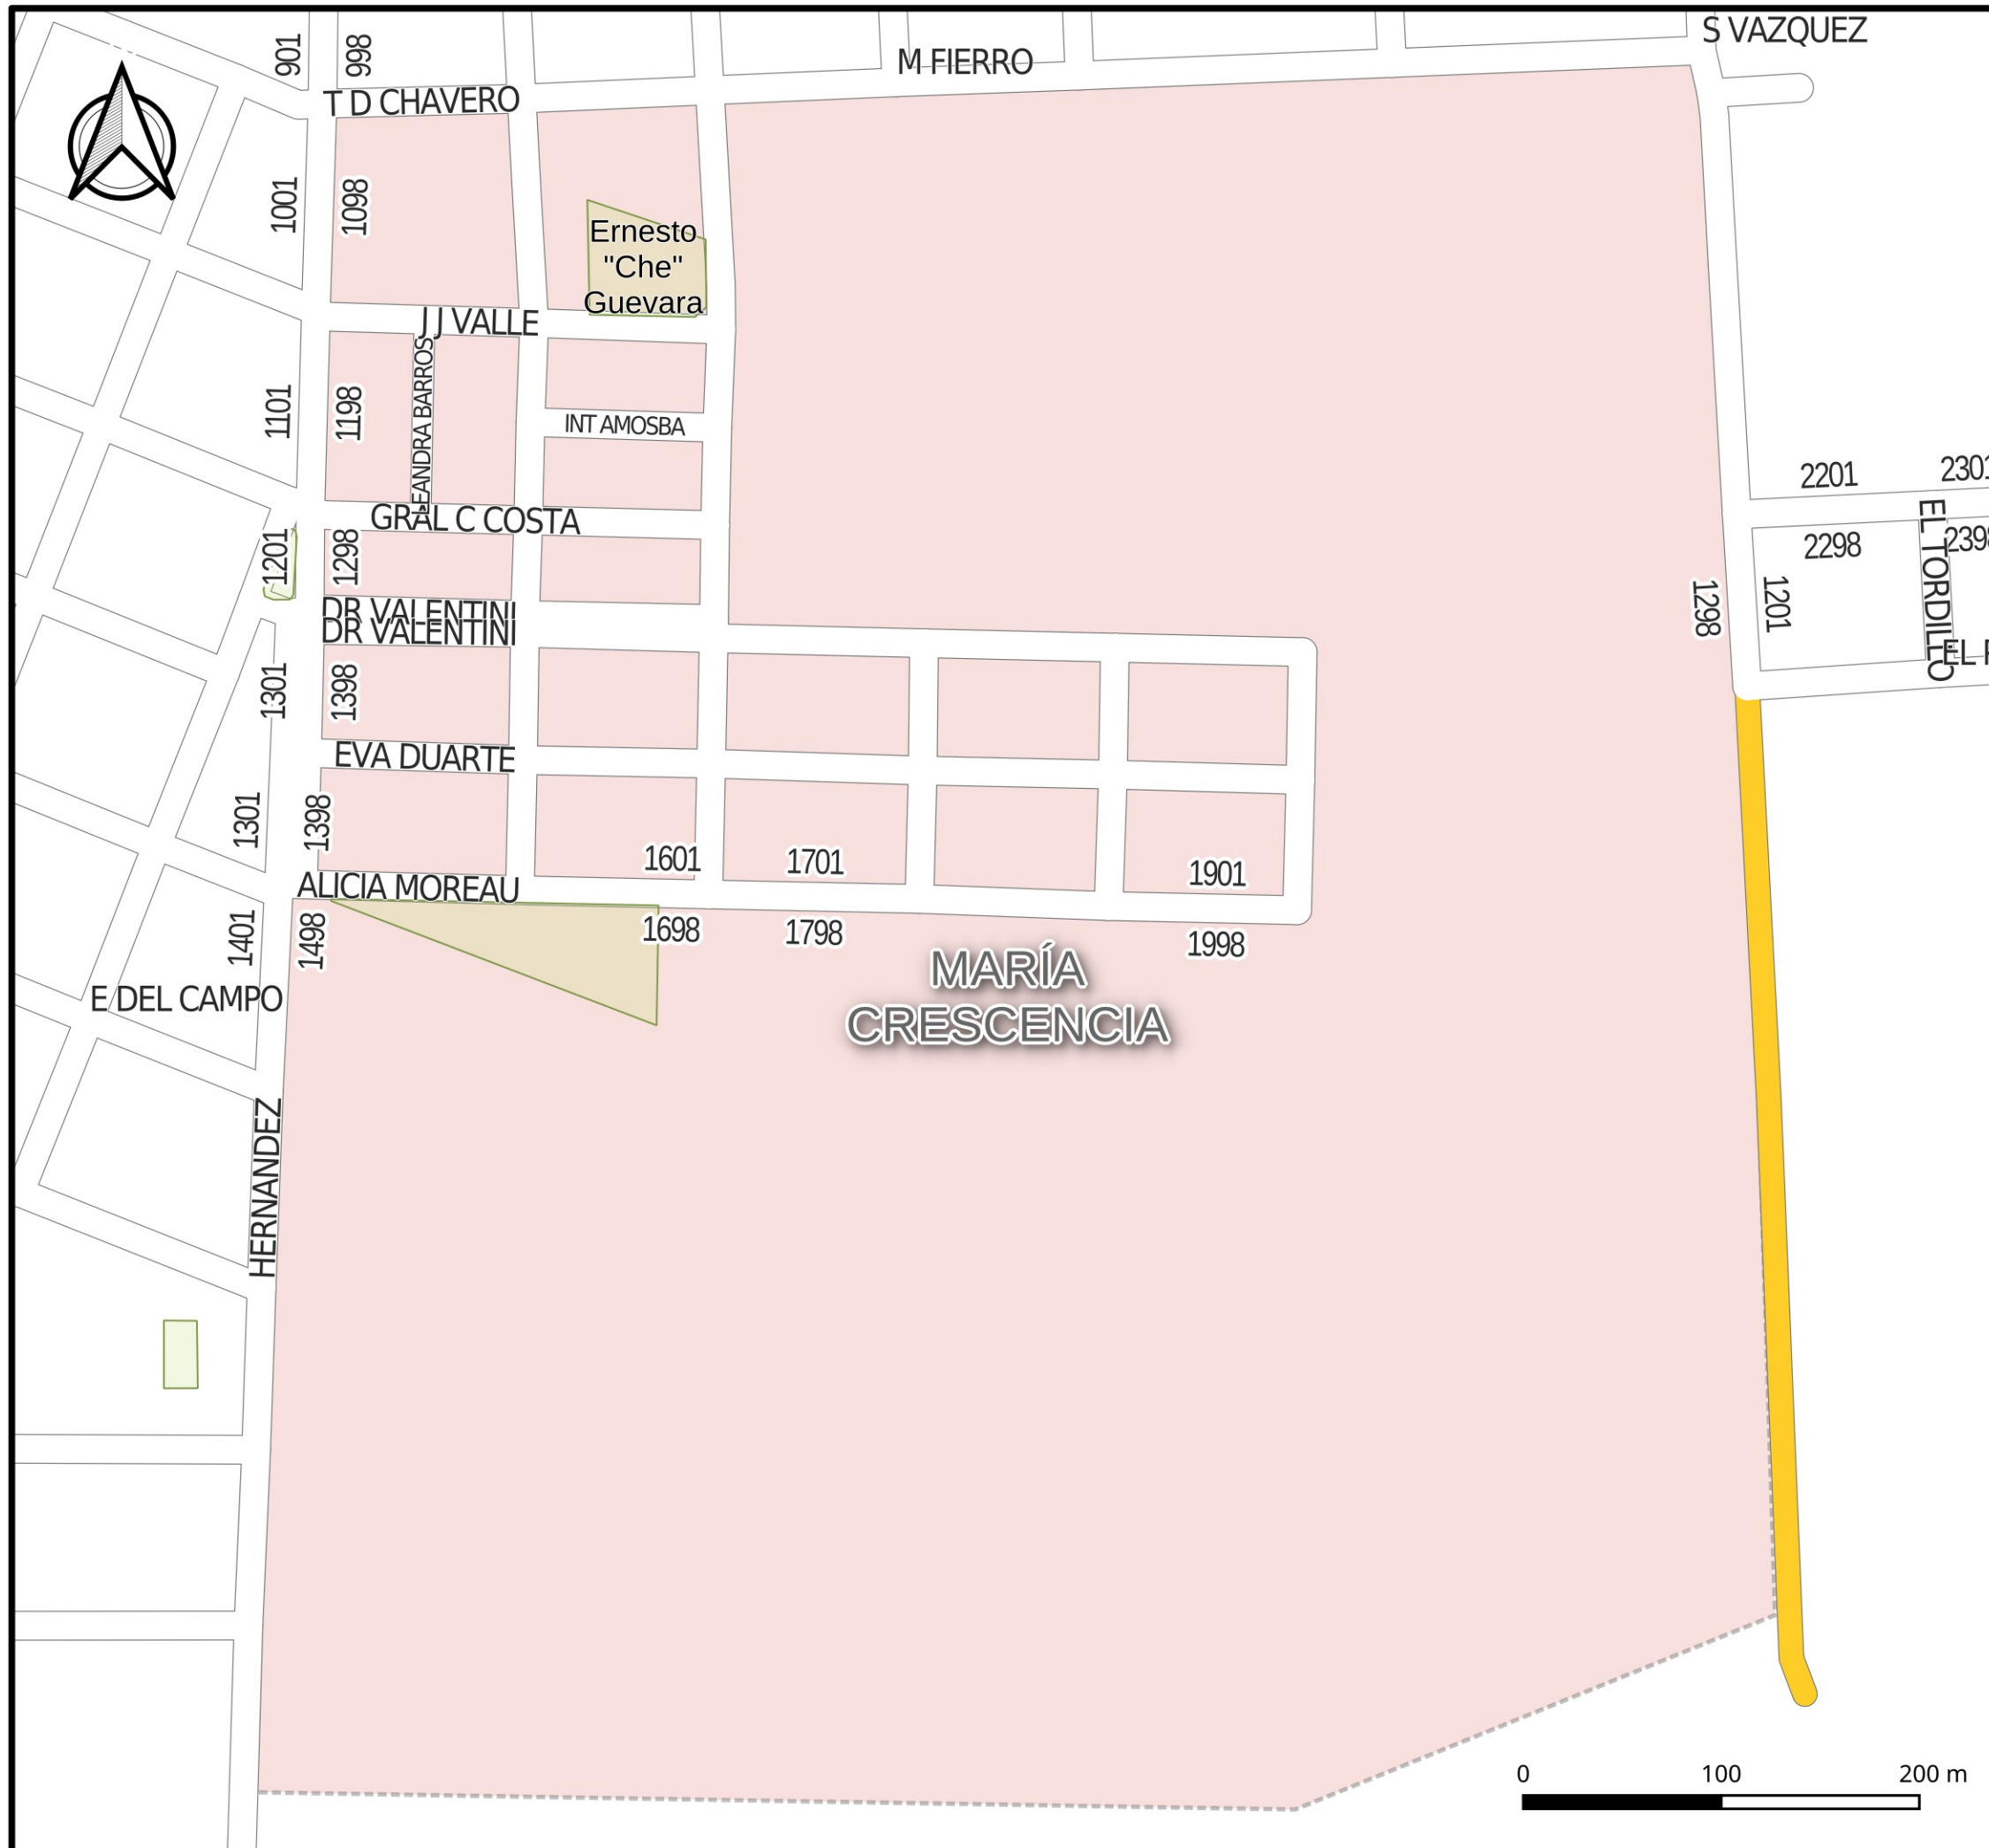 S VAZQUEZ
901
998
M FIERRO
T D CHAVERO
1001
1098
Ernesto
"Che"
Guevara
J J VALLE
LEANDRA BARROS
1101
1198
INT AMOSBA
2201
2301
GRAL C COSTA
EL TORDILLO
2298
2398
1201
1298
1298
1201
DR VALENTINI
DR VALENTINI
1301
1398
EVA DUARTE
1301
1398
1601
1701
1901
ALICIA MOREAU
1401
1498
1698
1798
1998
MARÍA
CRESCENCIA
E DEL CAMPO
HERNANDEZ
0 100 200 m